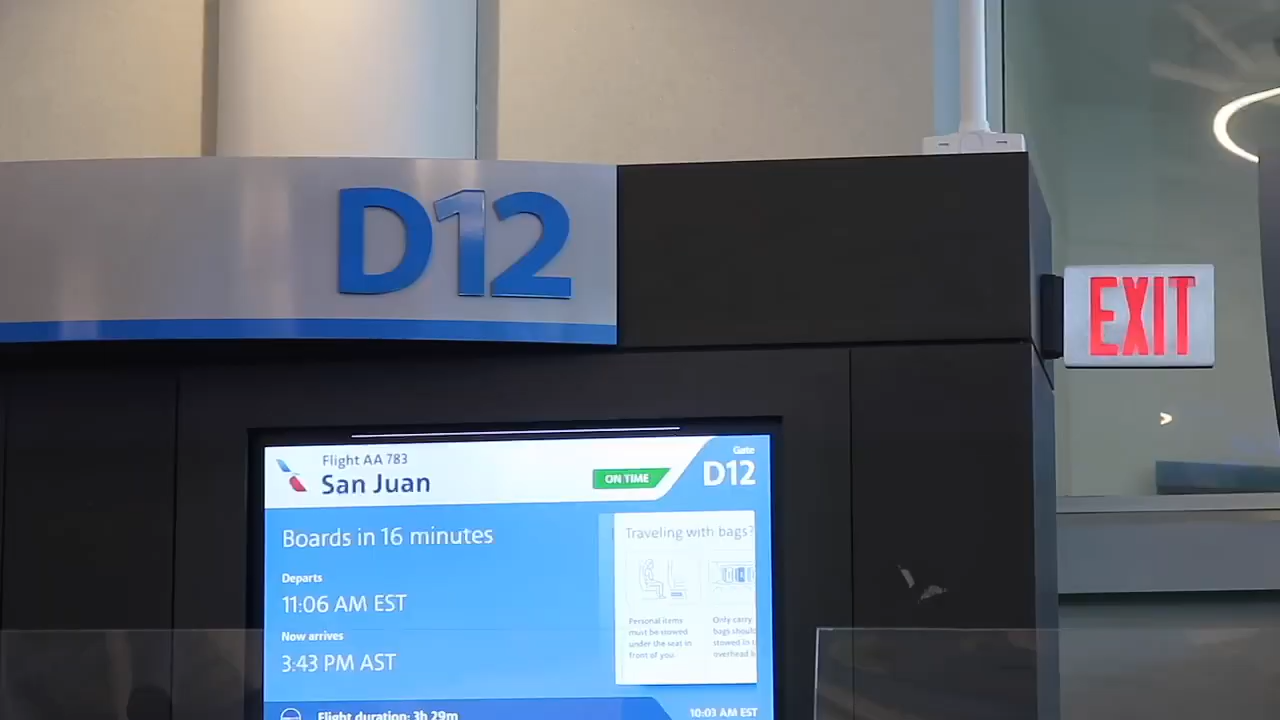 D12
EXIT
Flight AA 783
San Juan
ON TIME
Gate
D12
Boards in 16 minutes
Departs
11:06 AM EST
Now arrives
3:43 PM AST
Traveling with bags?
Personal items
must be stowed
under the seat in
front of you.
Only carry
bags should
stowed in
overhead
Flight duration: 3h 29m
10:03 AM EST